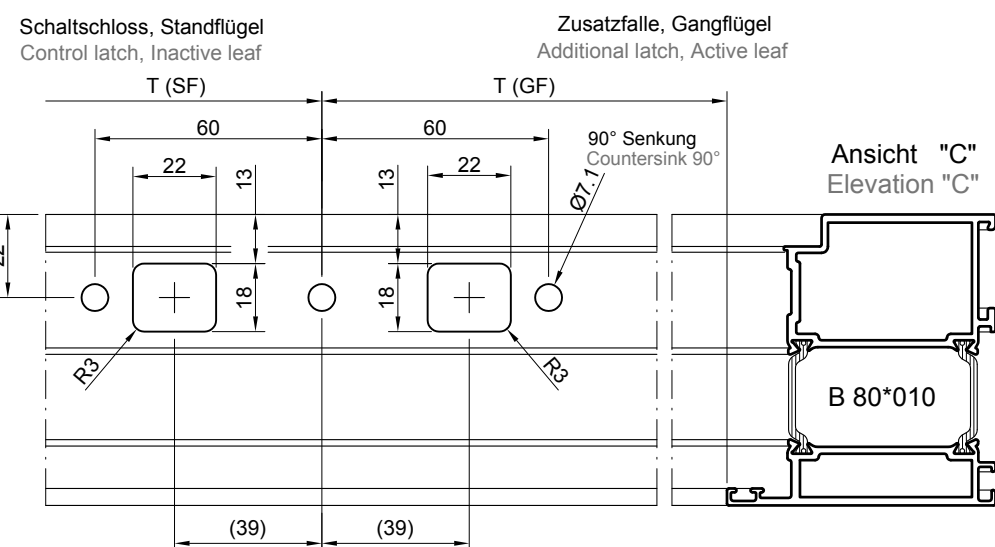 Schaltschloss, Standflügel
Control latch, Inactive leaf
Zusatzfalle, Gangflügel
Additional latch, Active leaf
T (SF)
T (GF)
60
60
90° Senkung
Countersink 90°
Ansicht "C"
Elevation "C"
22
13
22
13
Ø7.1
22
18
18
R3
R3
B 80*010
(39)
(39)